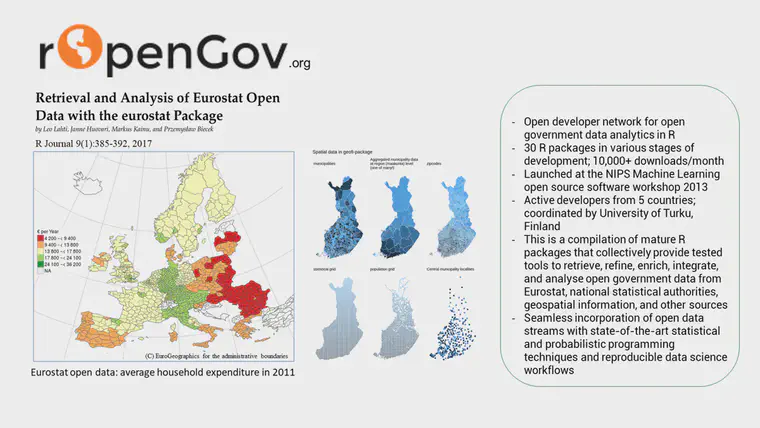 rOpenGov.org
Retrieval and Analysis of Eurostat Open
Data with the eurostat Package
by Leo Lahti, Janne Huovari, Markus Kainu, and Przemysław Biecek
R Journal 9(1):385-392, 2017
€ per Year
4 200 -< 9 400
9 400 -< 13 800
13 800 -< 17 800
17 800 -< 24 100
24 100 -< 36 200
NA
(C) EuroGeographics for the administrative boundaries
Eurostat open data: average household expenditure in 2011
Spatial data in geofi-package
municipalities
Aggregated municipality data
at region (maakunta) level
(one of many!)
zipcodes
statistical grid
population grid
Central municipality localities
- Open developer network for open
government data analytics in R
- 30 R packages in various stages of
development; 10,000+ downloads/month
- Launched at the NIPS Machine Learning
open source software workshop 2013
- Active developers from 5 countries;
coordinated by University of Turku,
Finland
- This is a compilation of mature R
packages that collectively provide tested
tools to retrieve, refine, enrich, integrate,
and analyse open government data from
Eurostat, national statistical authorities,
geospatial information, and other sources
- Seamless incorporation of open data
streams with state-of-the-art statistical
and probabilistic programming
techniques and reproducible data science
workflows